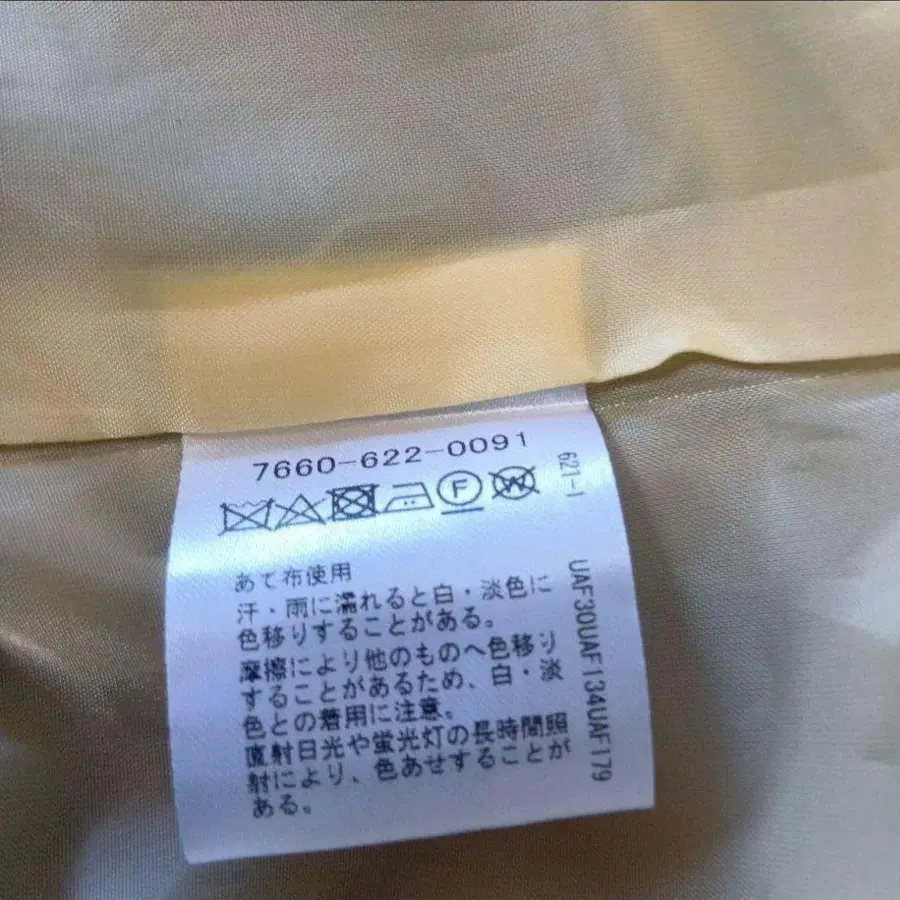 7660-622-0091
621-1
F W
あて布使用
汗・雨に濡れると白・淡色に
色移りすることがある。
摩擦により他のものへ色移り
することがあるため、白・淡
色との着用に注意。
直射日光や蛍光灯の長時間照
射により、色あせすることが
ある。
UAF30UAF134UAF179